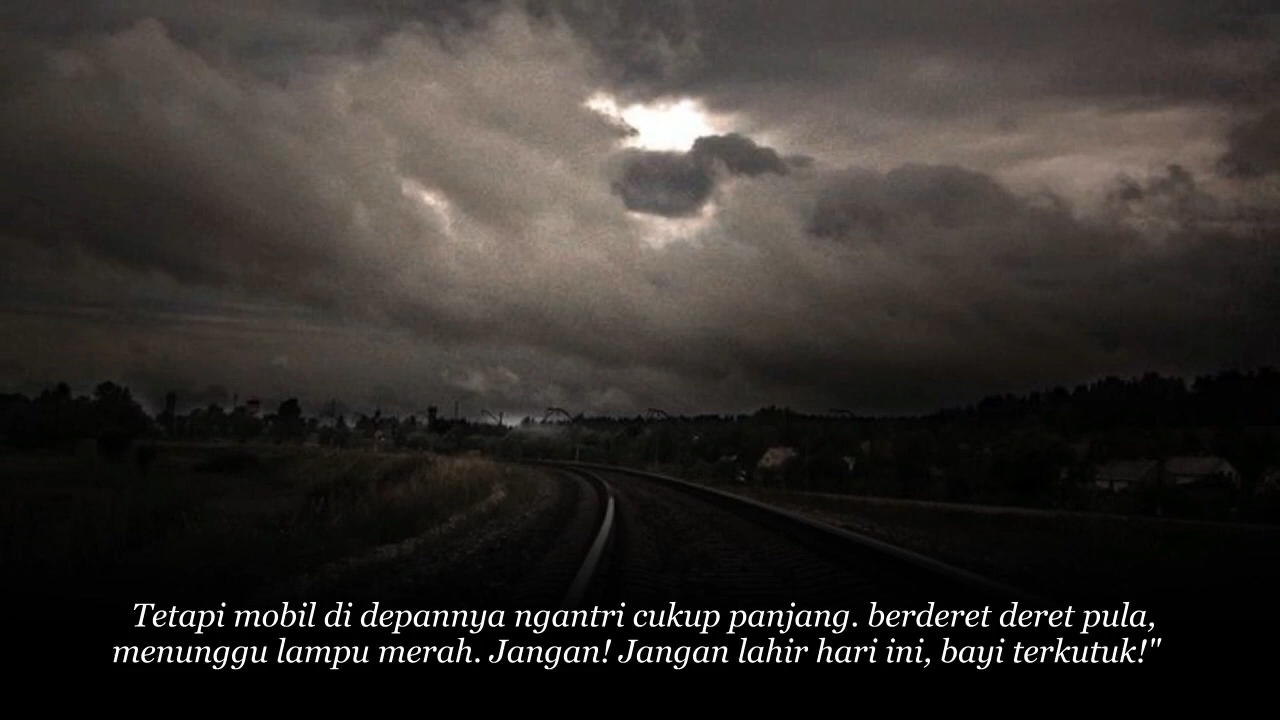 Tetapi mobil di depannya ngantri cukup panjang. berderet deret pula,
menunggu lampu merah. Jangan! Jangan lahir hari ini, bayi terkutuk!"